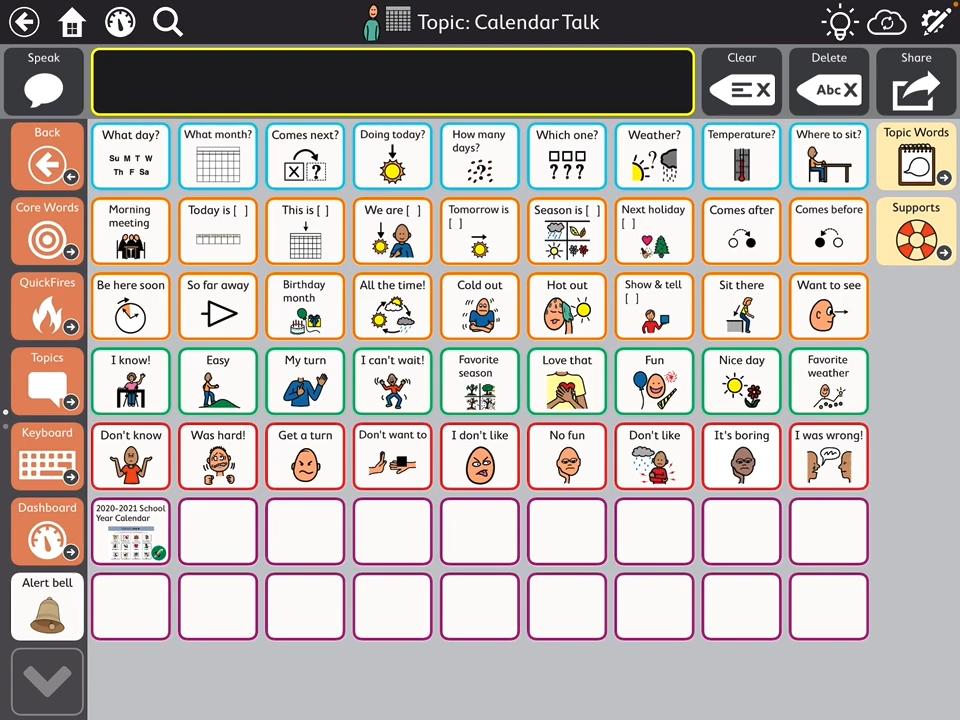 Topic: Calendar Talk
Speak
Clear
Delete
Abc X
Share
Back
What day?
Su M T W
Th F Sa
What month?
Comes next?
X ?
Doing today?
How many
days?
Which one?
? ? ?
Weather?
?
Temperature?
Where to sit?
Topic Words
Core Words
Morning
meeting
Today is [ ]
This is [ ]
We are [ ]
Tomorrow is
[ ]
Season is [ ]
Next holiday
[ ]
Comes after
Comes before
Supports
QuickFires
Be here soon
So far away
Birthday
month
All the time!
Cold out
Hot out
Show & tell
[ ]
Sit there
Want to see
Topics
I know!
Easy
My turn
I can't wait!
Favorite
season
Love that
Fun
Nice day
Favorite
weather
Keyboard
Don't know
Was hard!
Get a turn
Don't want to
I don't like
No fun
Don't like
It's boring
I was wrong!
Dashboard
2020-2021 School
Year Calendar
Alert bell